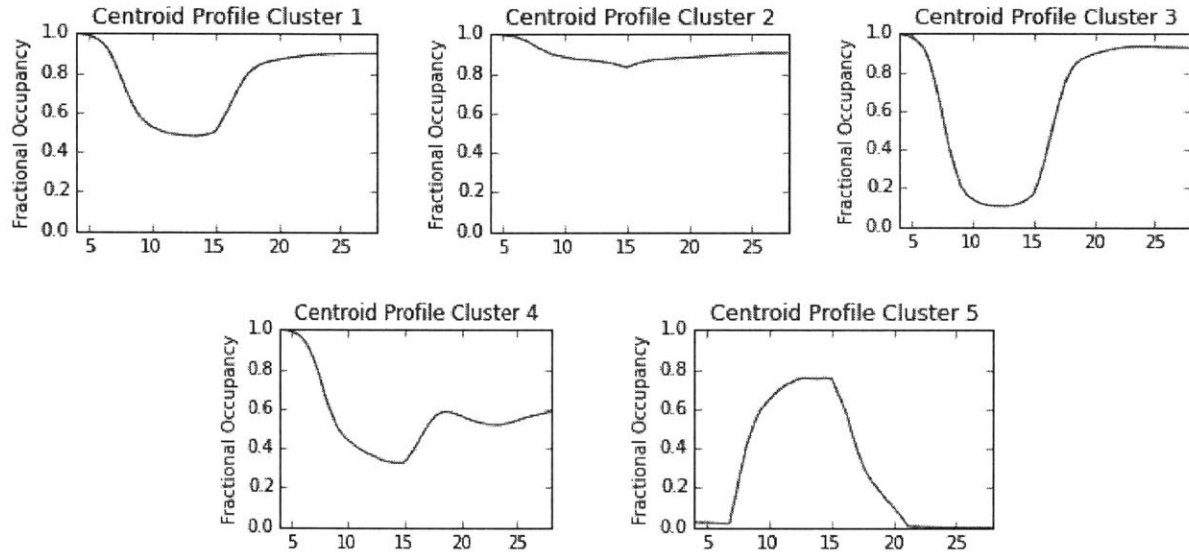 Centroid Profile Cluster 1
Fractional Occupancy
1.0
0.8
0.6
0.4
0.2
0.0
5 10 15 20 25
Centroid Profile Cluster 2
Fractional Occupancy
1.0
0.8
0.6
0.4
0.2
0.0
5 10 15 20 25
Centroid Profile Cluster 3
Fractional Occupancy
1.0
0.8
0.6
0.4
0.2
0.0
5 10 15 20 25
Centroid Profile Cluster 4
Fractional Occupancy
1.0
0.8
0.6
0.4
0.2
0.0
5 10 15 20 25
Centroid Profile Cluster 5
Fractional Occupancy
1.0
0.8
0.6
0.4
0.2
0.0
5 10 15 20 25